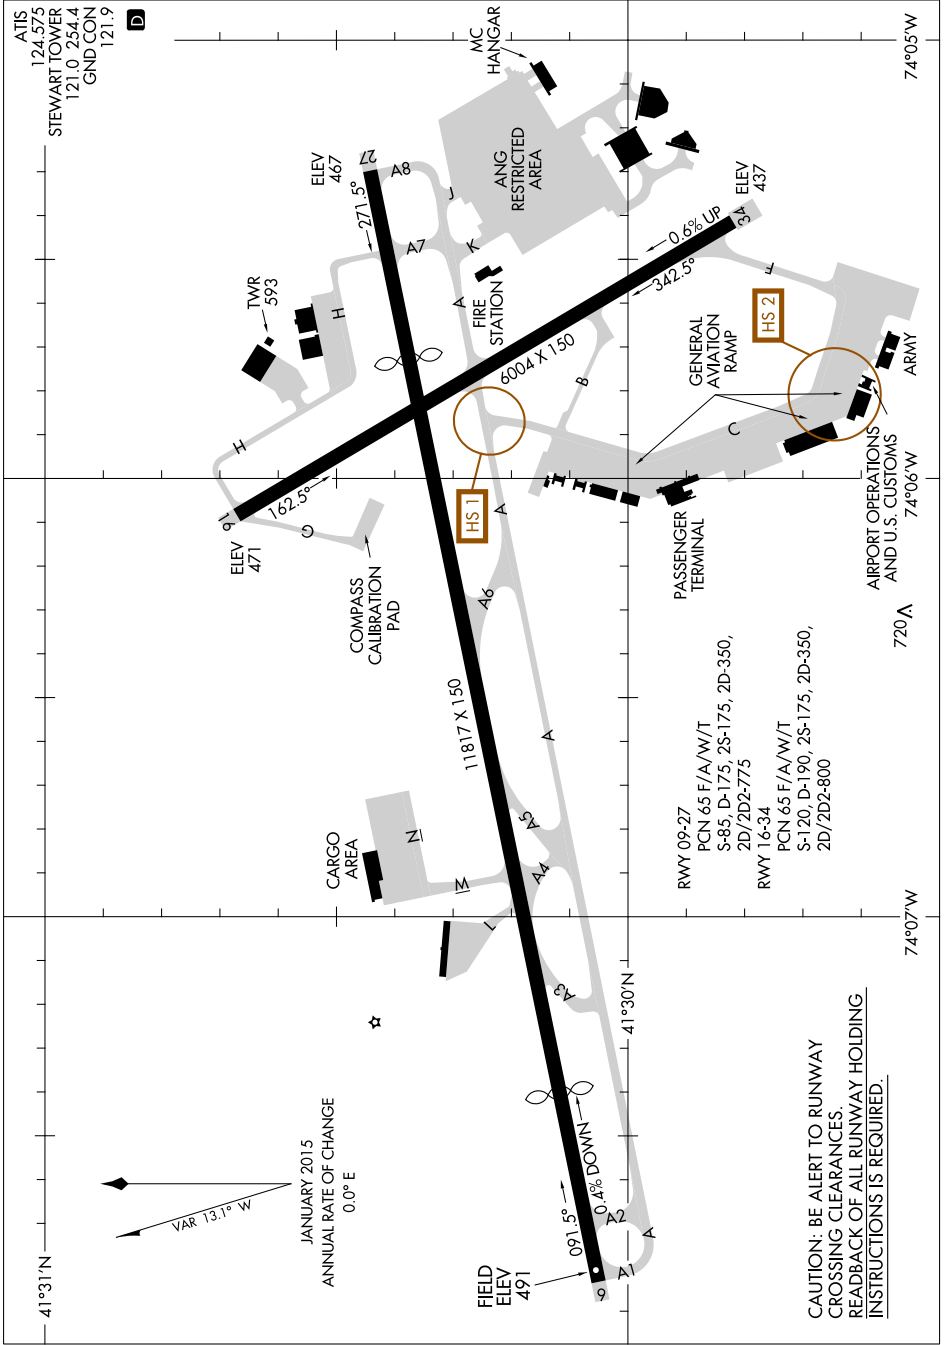 ATIS
124.575
STEWART TOWER
121.0 254.4
GND CON
121.9
D
41°31'N
VAR 13.1° W
JANUARY 2015
ANNUAL RATE OF CHANGE
0.0° E
CARGO
AREA
N
M
L
COMPASS
CALIBRATION
PAD
ELEV
471
16
162.5°
G
H
TWR
593
H
ELEV
467
27
271.5°
A8
A7
J
K
A
MC
HANGAR
ANG
RESTRICTED
AREA
FIRE
STATION
6004 X 150
11817 X 150
HS 1
A
A6
A
A5
A4
A3
A2
A
A1
FIELD
ELEV
491
9
091.5°
0.4% DOWN
41°30'N
B
342.5°
0.6% UP
34
ELEV
437
F
HS 2
GENERAL
AVIATION
RAMP
C
PASSENGER
TERMINAL
ARMY
AIRPORT OPERATIONS
AND U.S. CUSTOMS
720
RWY 09-27
PCN 65 F/A/W/T
S-85, D-175, 2S-175, 2D-350,
2D/2D2-775
RWY 16-34
PCN 65 F/A/W/T
S-120, D-190, 2S-175, 2D-350,
2D/2D2-800
CAUTION: BE ALERT TO RUNWAY
CROSSING CLEARANCES.
READBACK OF ALL RUNWAY HOLDING
INSTRUCTIONS IS REQUIRED.
74°07'W
74°06'W
74°05'W